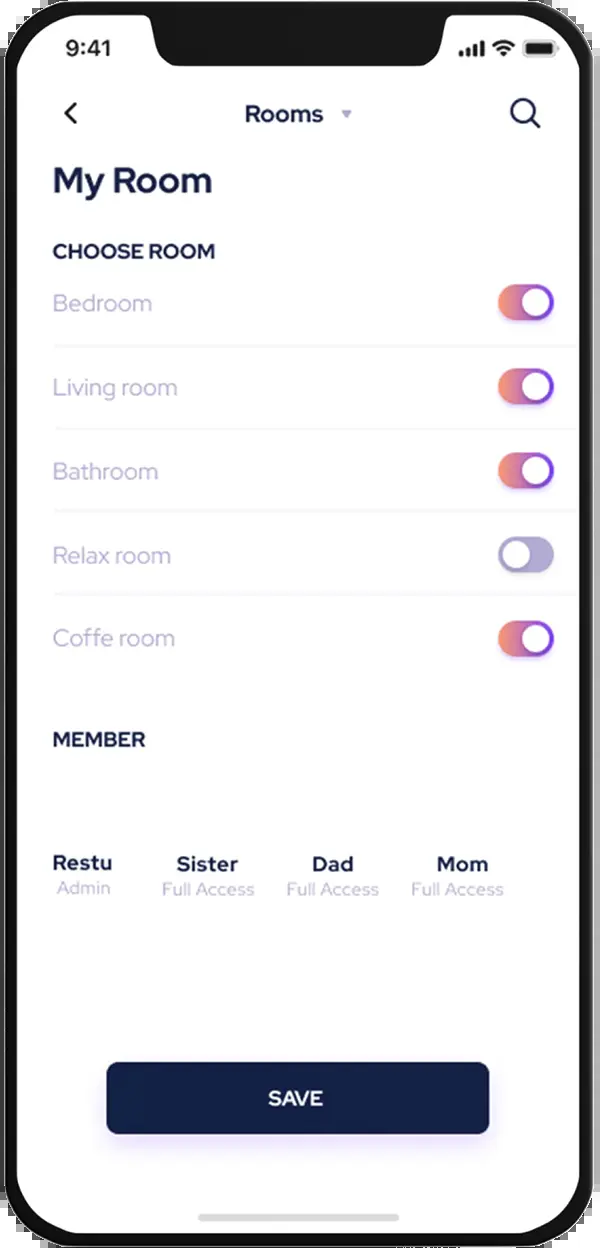 9:41
Rooms
My Room
CHOOSE ROOM
Bedroom
Living room
Bathroom
Relax room
Coffe room
MEMBER
Restu Sister Dad Mom
Admin Full Access Full Access Full Access
SAVE